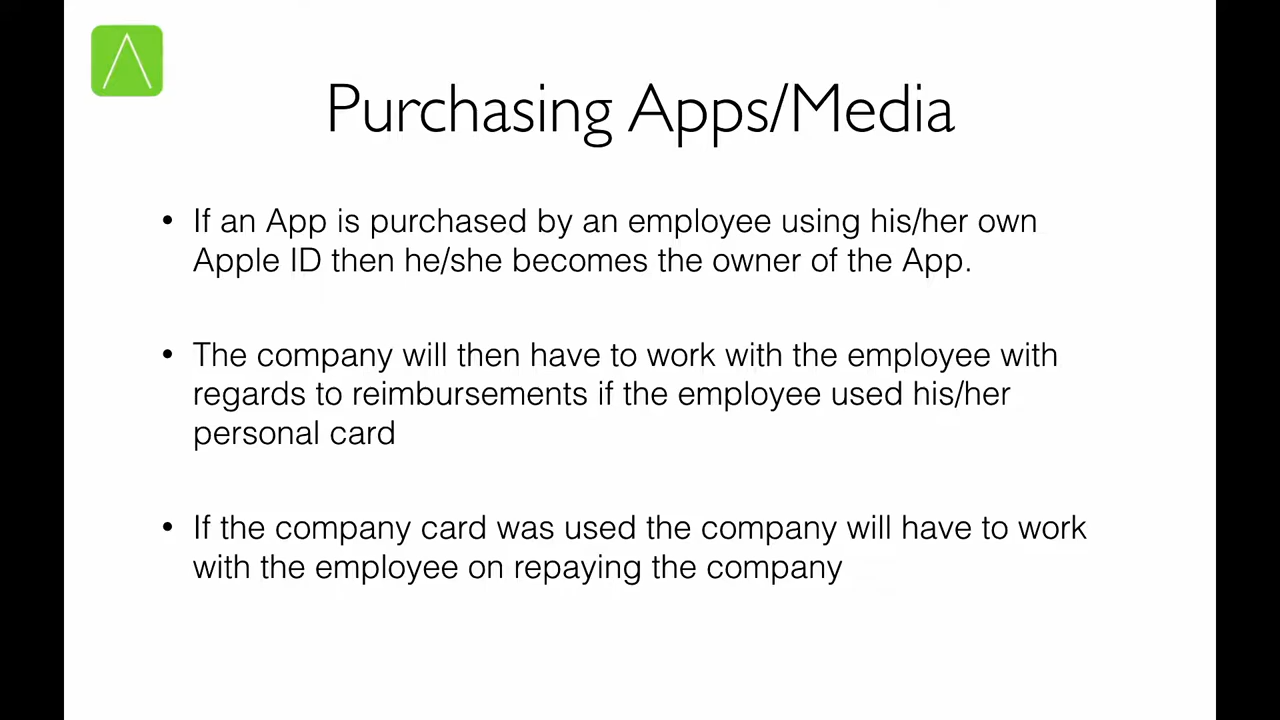 Purchasing Apps/Media
• If an App is purchased by an employee using his/her own
Apple ID then he/she becomes the owner of the App.
• The company will then have to work with the employee with
regards to reimbursements if the employee used his/her
personal card
• If the company card was used the company will have to work
with the employee on repaying the company